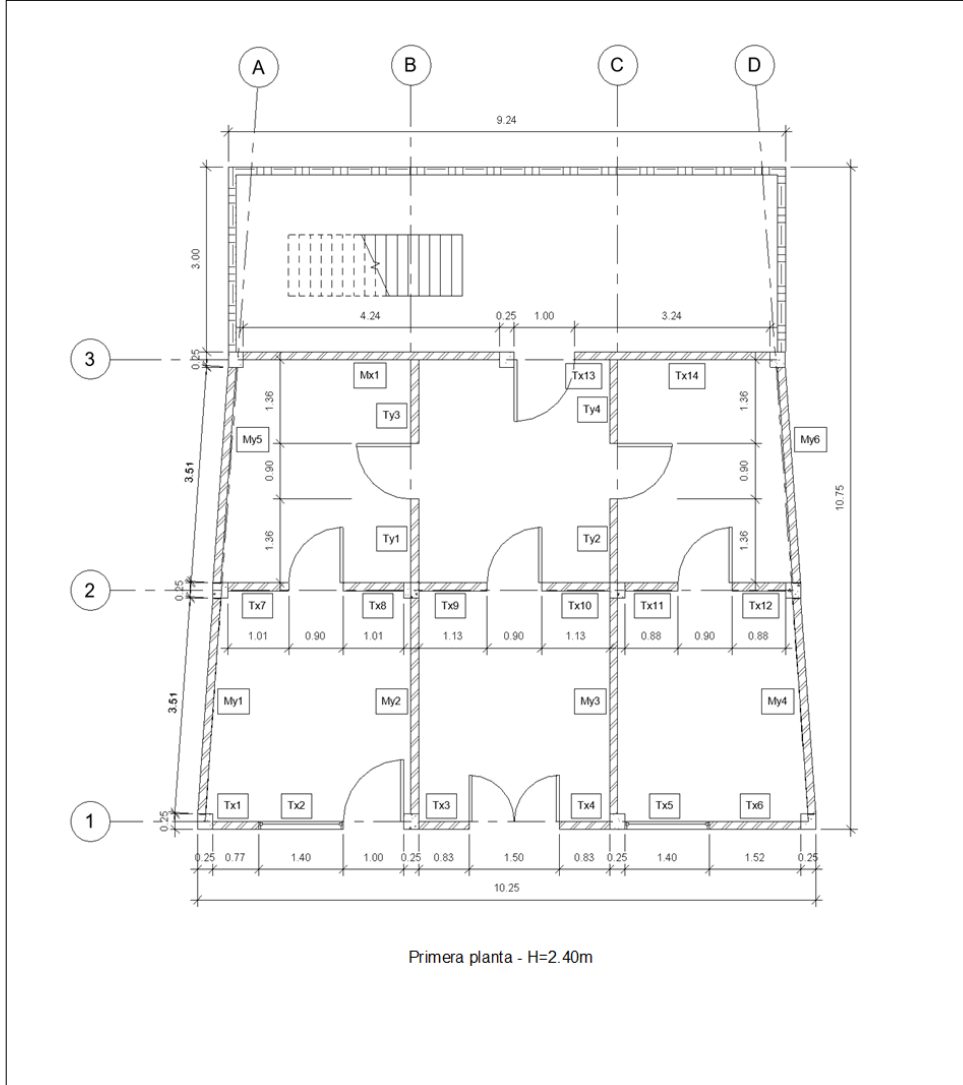 A B C D
9.24
3.00
4.24 0.25 1.00 3.24
3
0.25
Mx1 Tx13 Tx14
1.36 1.36
Ty3 Ty4
My5 My6
3.51
0.90 0.90
10.75
1.36 1.36
Ty1 Ty2
2
0.25
Tx7 Tx8 Tx9 Tx10 Tx11 Tx12
1.01 0.90 1.01 1.13 0.90 1.13 0.88 0.90 0.88
3.51
My1 My2 My3 My4
Tx1 Tx2 Tx3 Tx4 Tx5 Tx6
1
0.25
0.25 0.77 1.40 1.00 0.25 0.83 1.50 0.83 0.25 1.40 1.52 0.25
10.25
Primera planta - H=2.40m